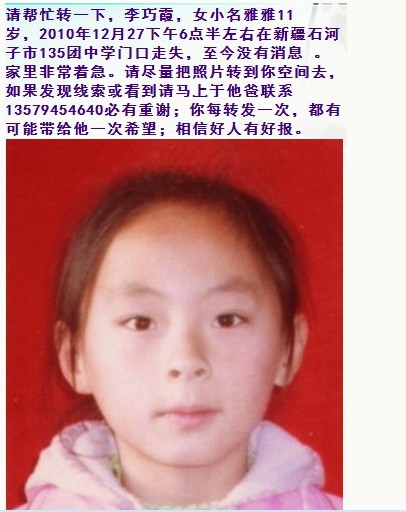 请帮忙转一下，李巧霞，女小名雅雅11
岁，2010年12月27下午6点半左右在新疆石河
子市135团中学门口走失，至今没有消息 。
家里非常着急。请尽量把照片转到你空间去，
如果发现线索或看到请马上于他爸联系
13579454640必有重谢；你每转发一次，都有
可能带给他一次希望；相信好人有好报。